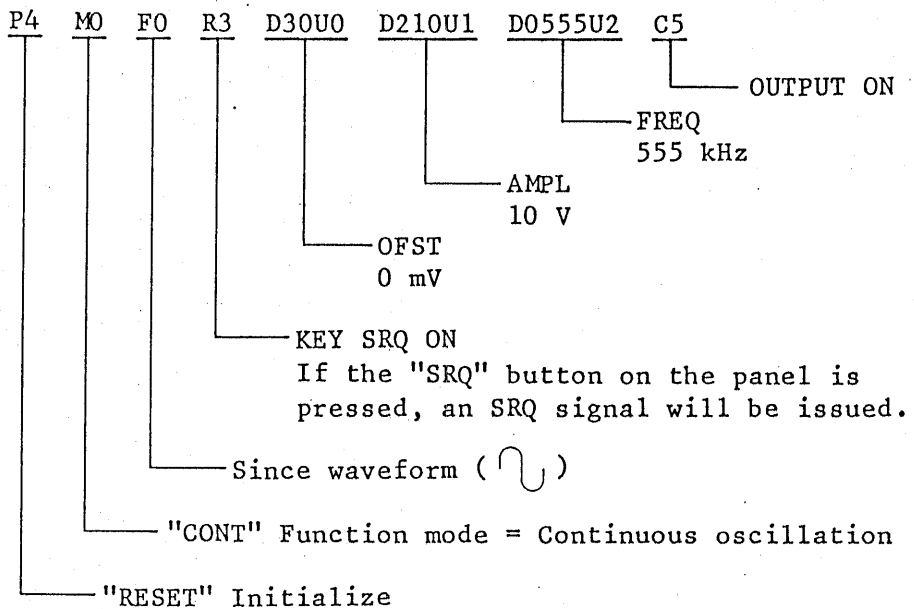 P4 M0 F0 R3 D30U0 D210U1 D0555U2 C5
OUTPUT ON
FREQ
555 kHz
AMPL
10 V
OFST
0 mV
KEY SRQ ON
If the "SRQ" button on the panel is
pressed, an SRQ signal will be issued.
Since waveform ( )
"CONT" Function mode = Continuous oscillation
"RESET" Initialize